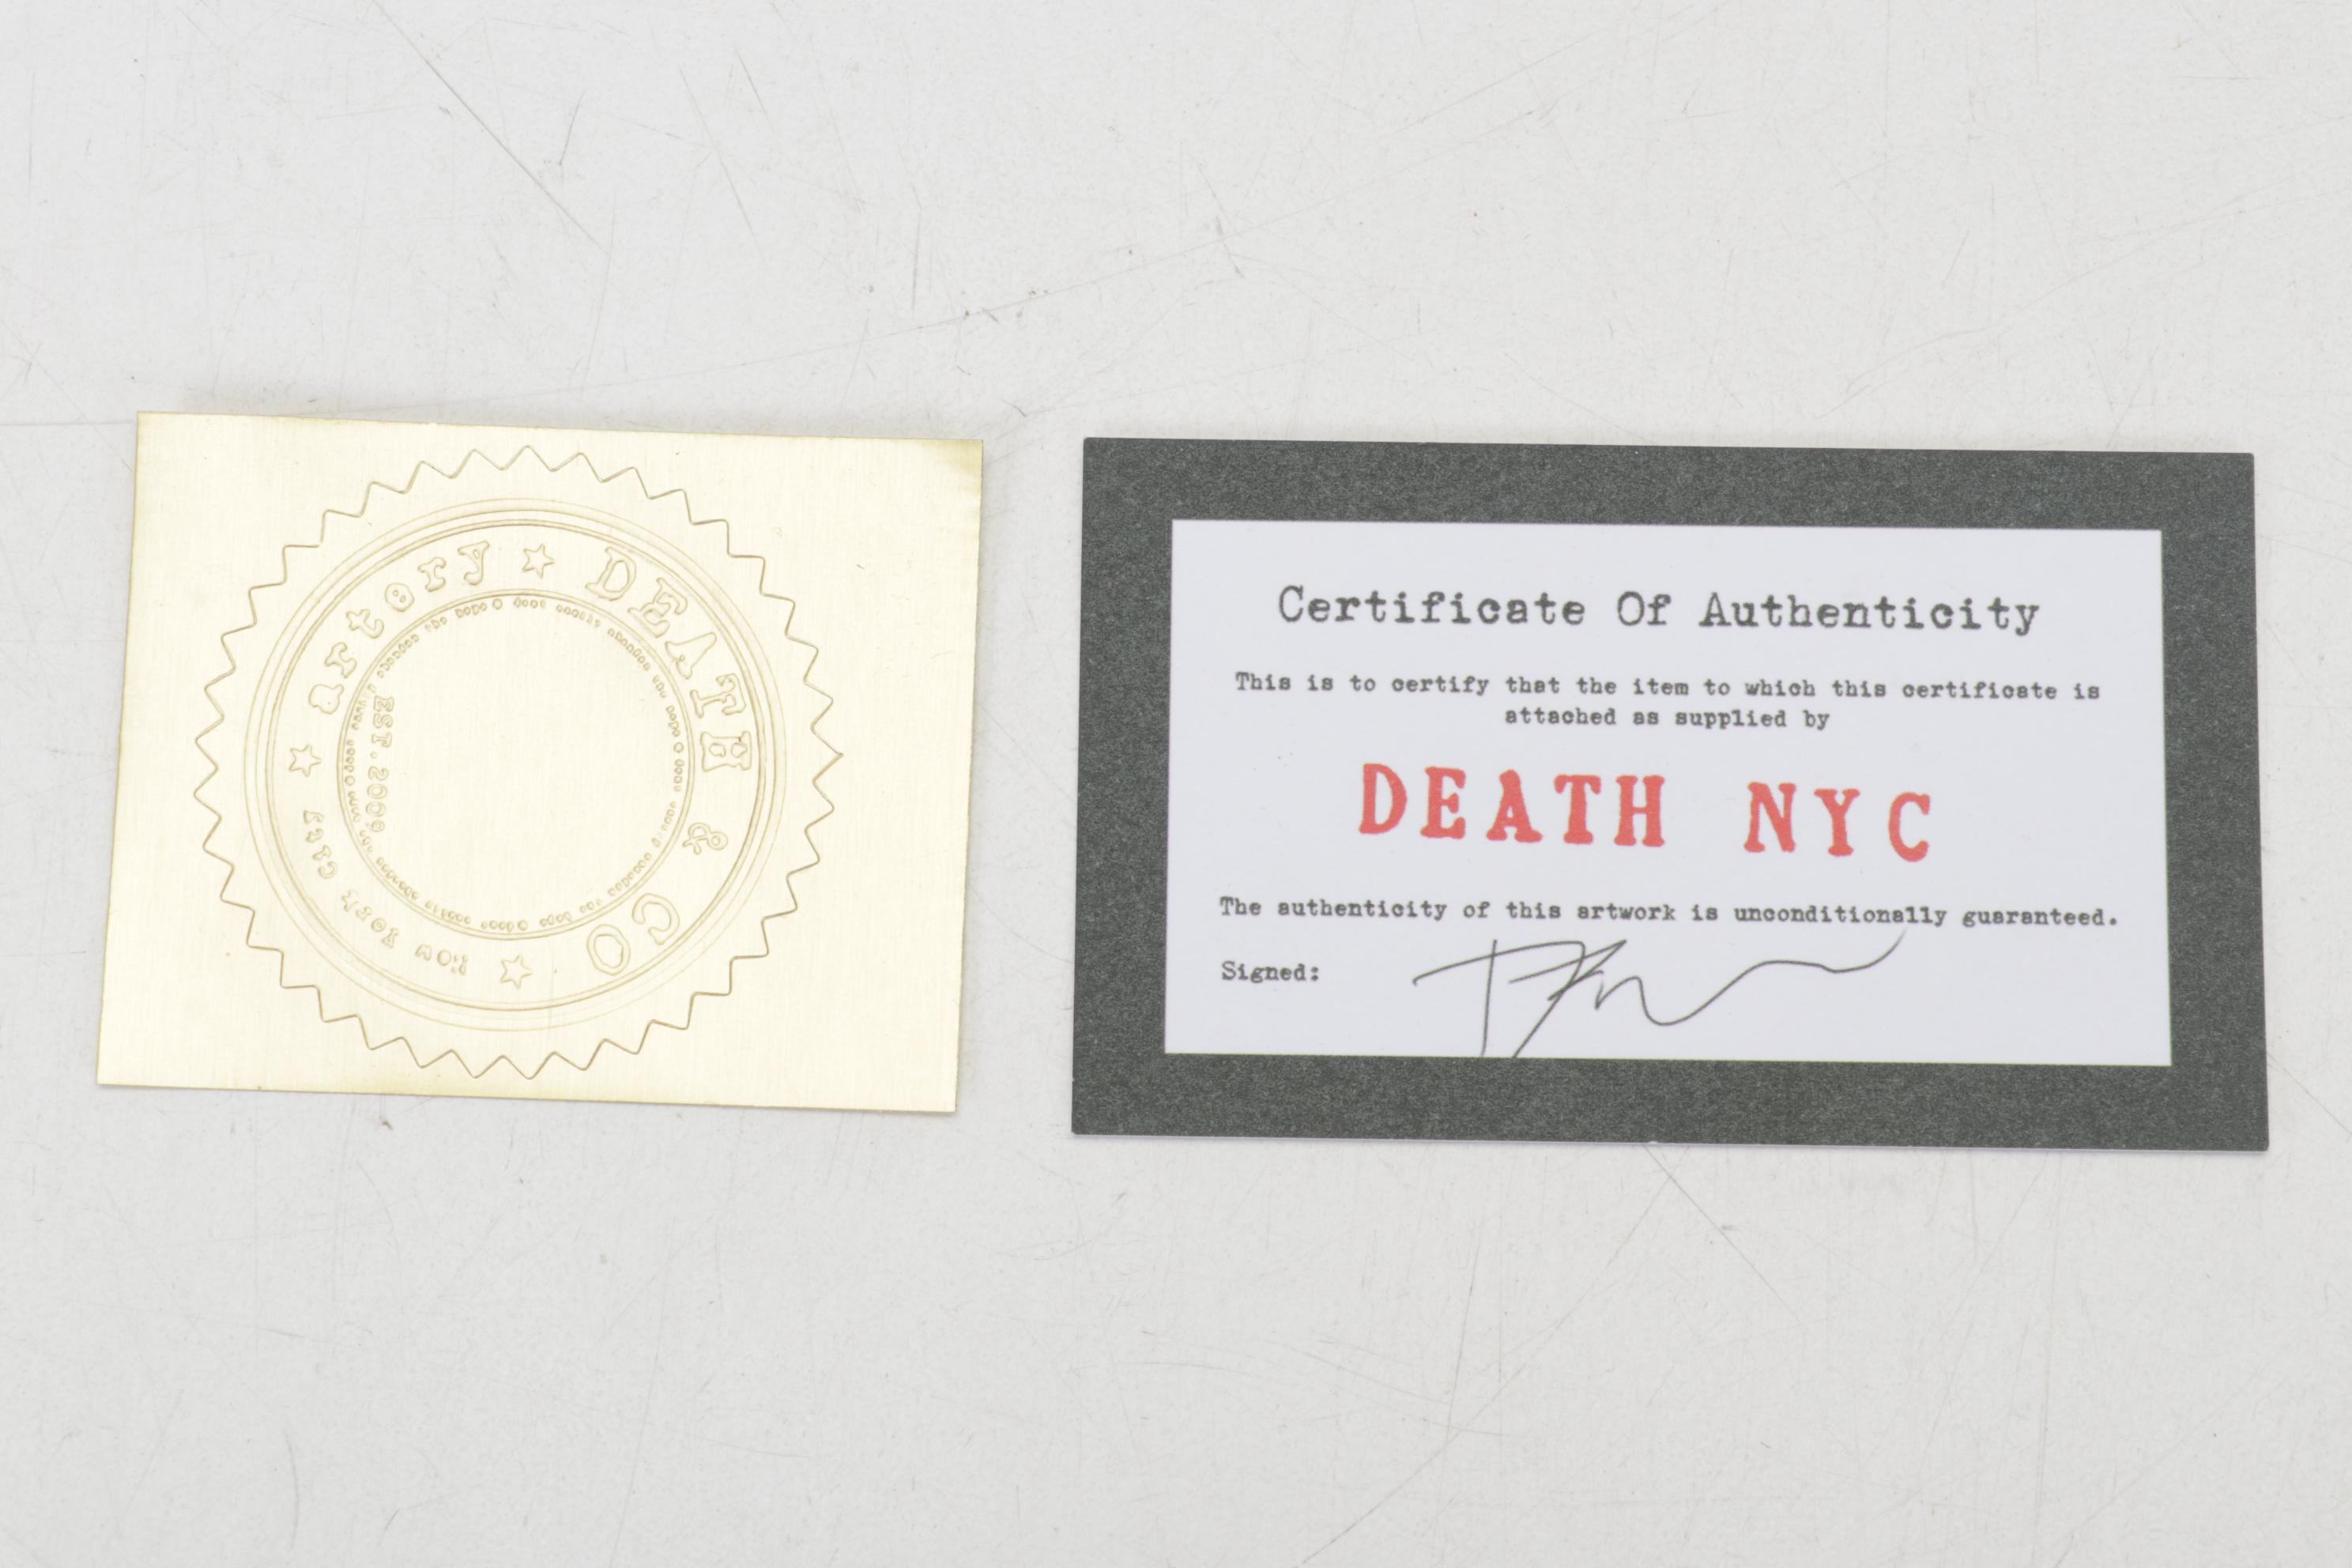 artory ☆ DEATH & CO ☆ New York City ☆
EST. 2009
Certificate Of Authenticity
This is to certify that the item to which this certificate is
attached as supplied by
DEATH NYC
The authenticity of this artwork is unconditionally guaranteed.
Signed: